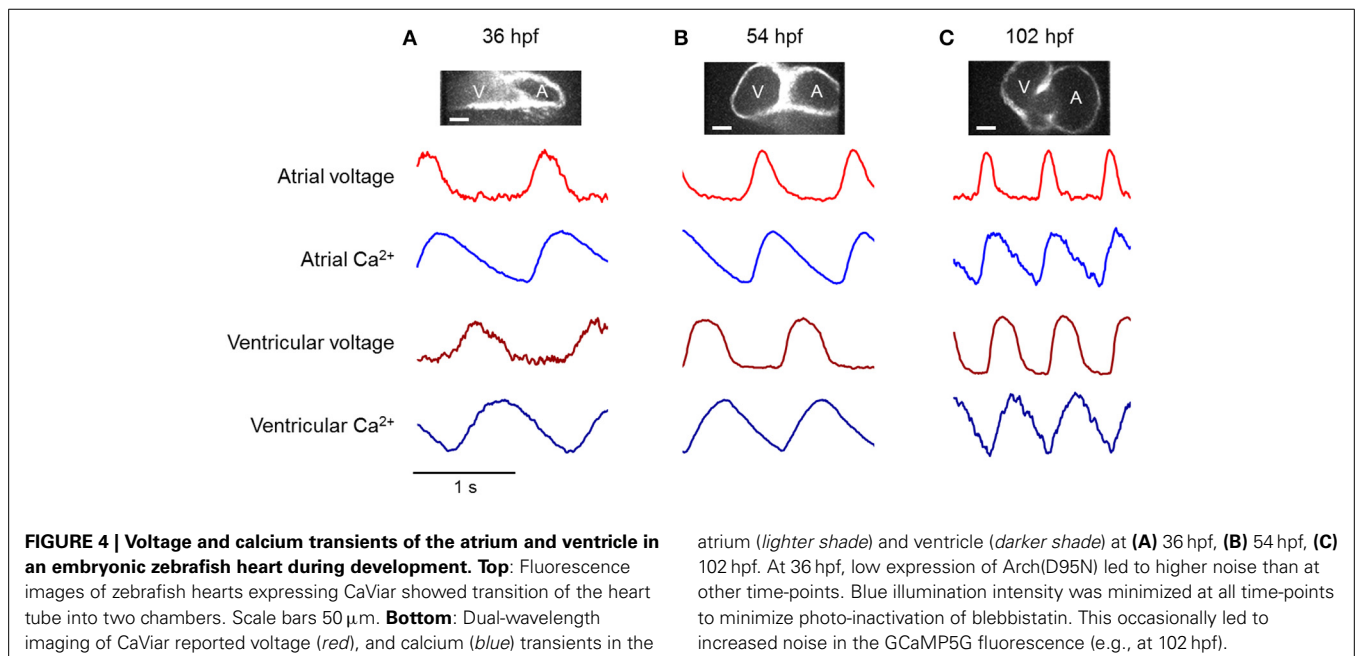 A 36 hpf
B 54 hpf
C 102 hpf
V A
V A
V A
Atrial voltage
Atrial Ca²⁺
Ventricular voltage
Ventricular Ca²⁺
1 s
FIGURE 4 | Voltage and calcium transients of the atrium and ventricle in
an embryonic zebrafish heart during development. Top: Fluorescence
images of zebrafish hearts expressing CaViar showed transition of the heart
tube into two chambers. Scale bars 50 μm. Bottom: Dual-wavelength
imaging of CaViar reported voltage (red), and calcium (blue) transients in the
atrium (lighter shade) and ventricle (darker shade) at (A) 36 hpf, (B) 54 hpf, (C)
102 hpf. At 36 hpf, low expression of Arch(D95N) led to higher noise than at
other time-points. Blue illumination intensity was minimized at all time-points
to minimize photo-inactivation of blebbistatin. This occasionally led to
increased noise in the GCaMP5G fluorescence (e.g., at 102 hpf).